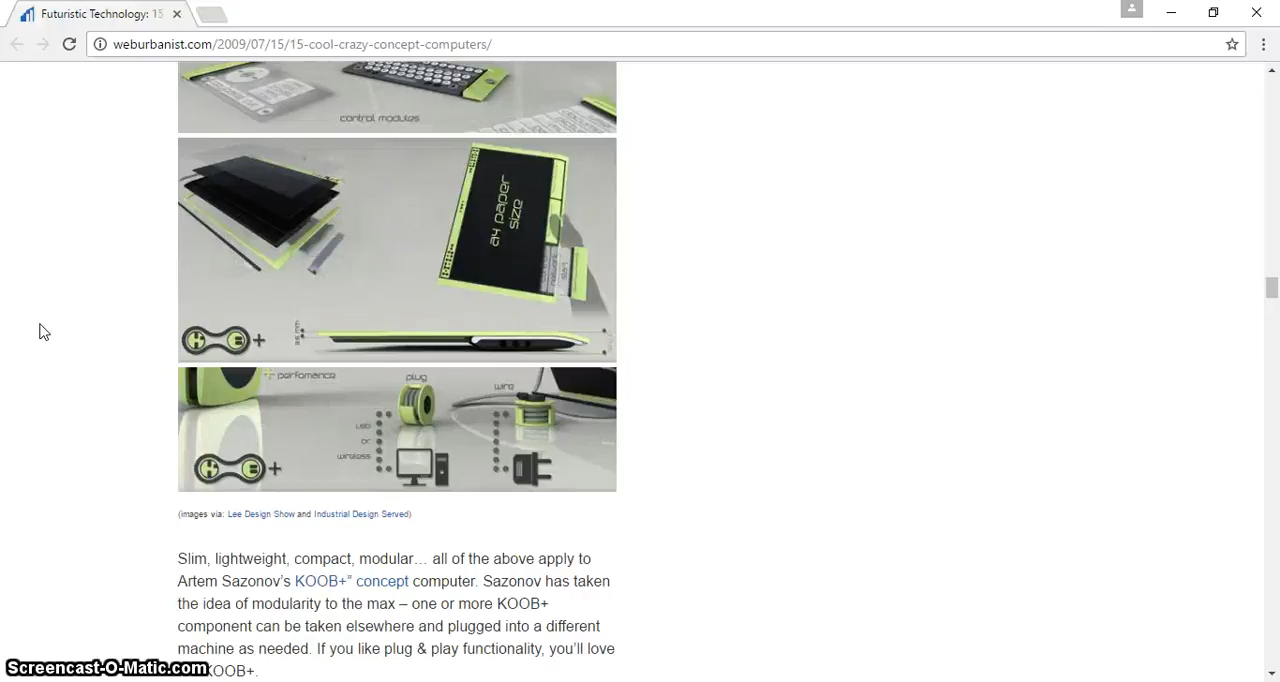 Futuristic Technology: 15
weburbanist.com/2009/07/15/15-cool-crazy-concept-computers/
control modules
a4 paper
size
+ perfomance
plug
wire
usb
or
wireless
(images via: Lee Design Show and Industrial Design Served)
Slim, lightweight, compact, modular… all of the above apply to
Artem Sazonov's KOOB+" concept computer. Sazonov has taken
the idea of modularity to the max – one or more KOOB+
component can be taken elsewhere and plugged into a different
machine as needed. If you like plug & play functionality, you'll love
KOOB+.
Screencast-O-Matic.com